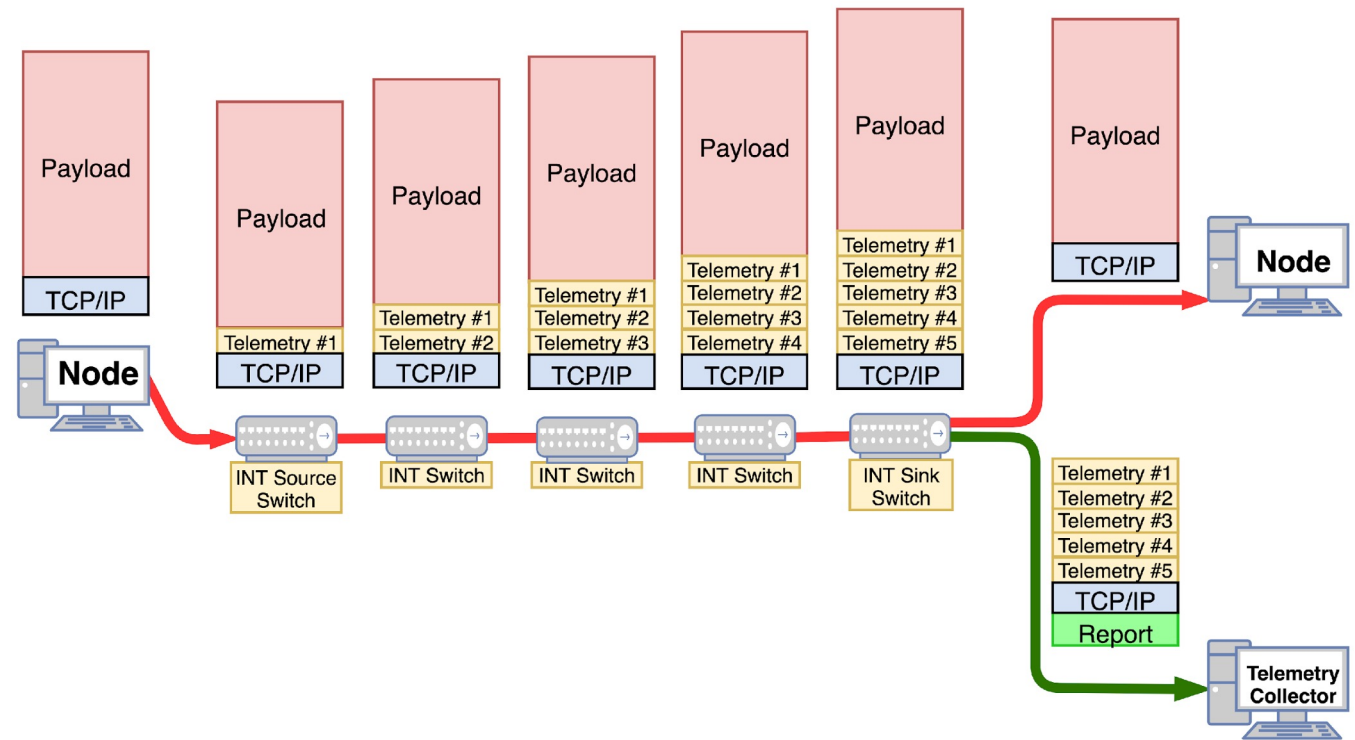 Payload
TCP/IP
Node
Payload
Telemetry #1
TCP/IP
INT Source
Switch
Payload
Telemetry #1
Telemetry #2
TCP/IP
INT Switch
Payload
Telemetry #1
Telemetry #2
Telemetry #3
TCP/IP
INT Switch
Payload
Telemetry #1
Telemetry #2
Telemetry #3
Telemetry #4
TCP/IP
INT Switch
Payload
Telemetry #1
Telemetry #2
Telemetry #3
Telemetry #4
Telemetry #5
TCP/IP
INT Sink
Switch
Payload
TCP/IP
Node
Telemetry #1
Telemetry #2
Telemetry #3
Telemetry #4
Telemetry #5
TCP/IP
Report
Telemetry
Collector